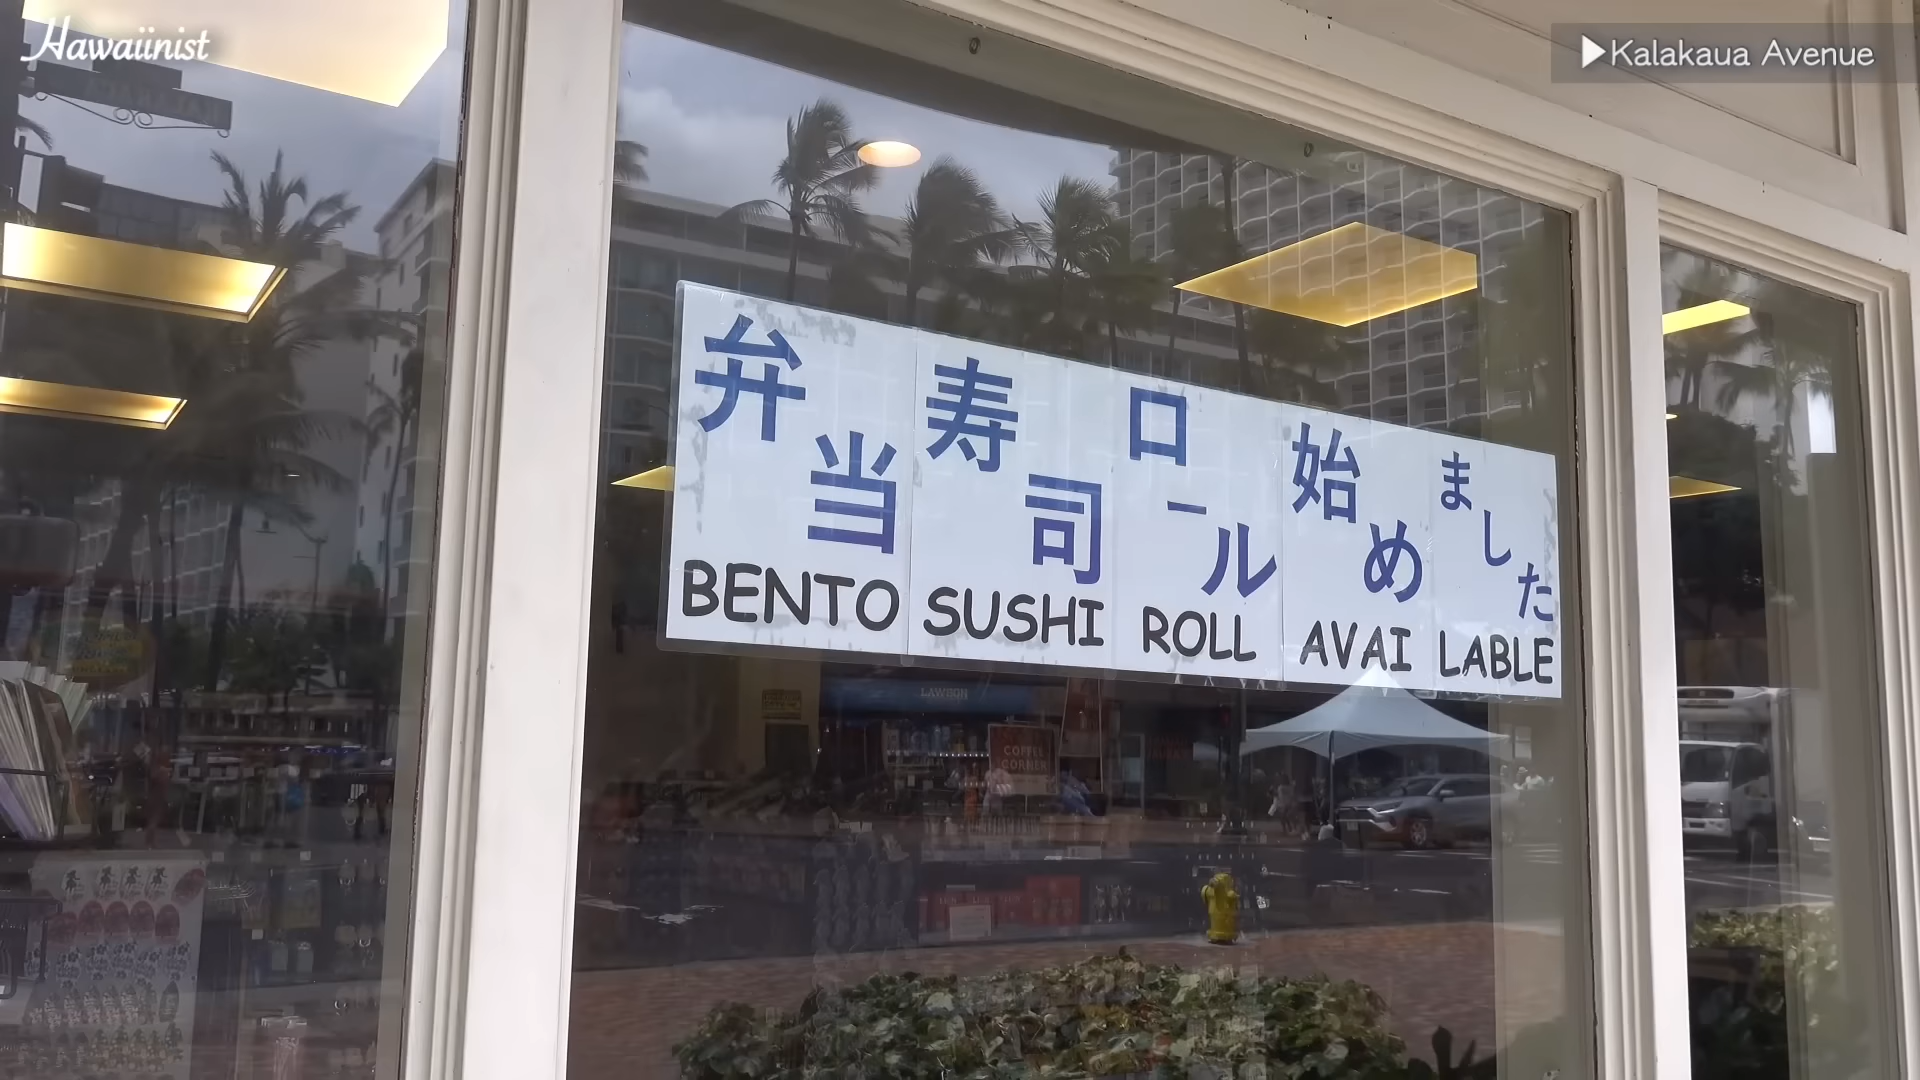 Hawaiinist
Kalakaua Avenue
弁当 寿司 ロール 始め ました
BENTO SUSHI ROLL AVAI LABLE
LAWSON
COFFEE
CORNER